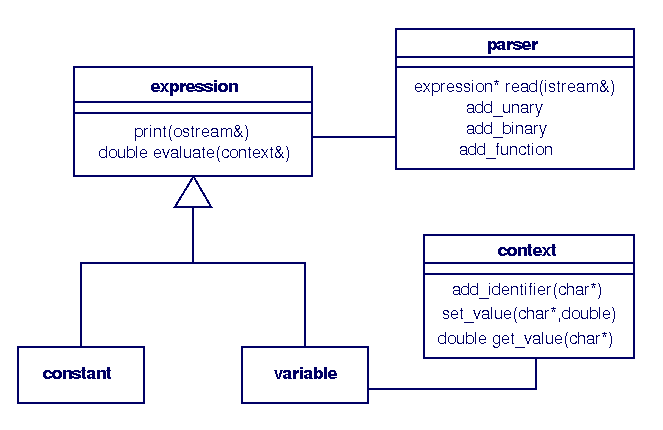 parser
expression* read(istream&)
add_unary
add_binary
add_function
expression
print(ostream&)
double evaluate(context&)
context
add_identifier(char*)
set_value(char*,double)
double get_value(char*)
constant
variable